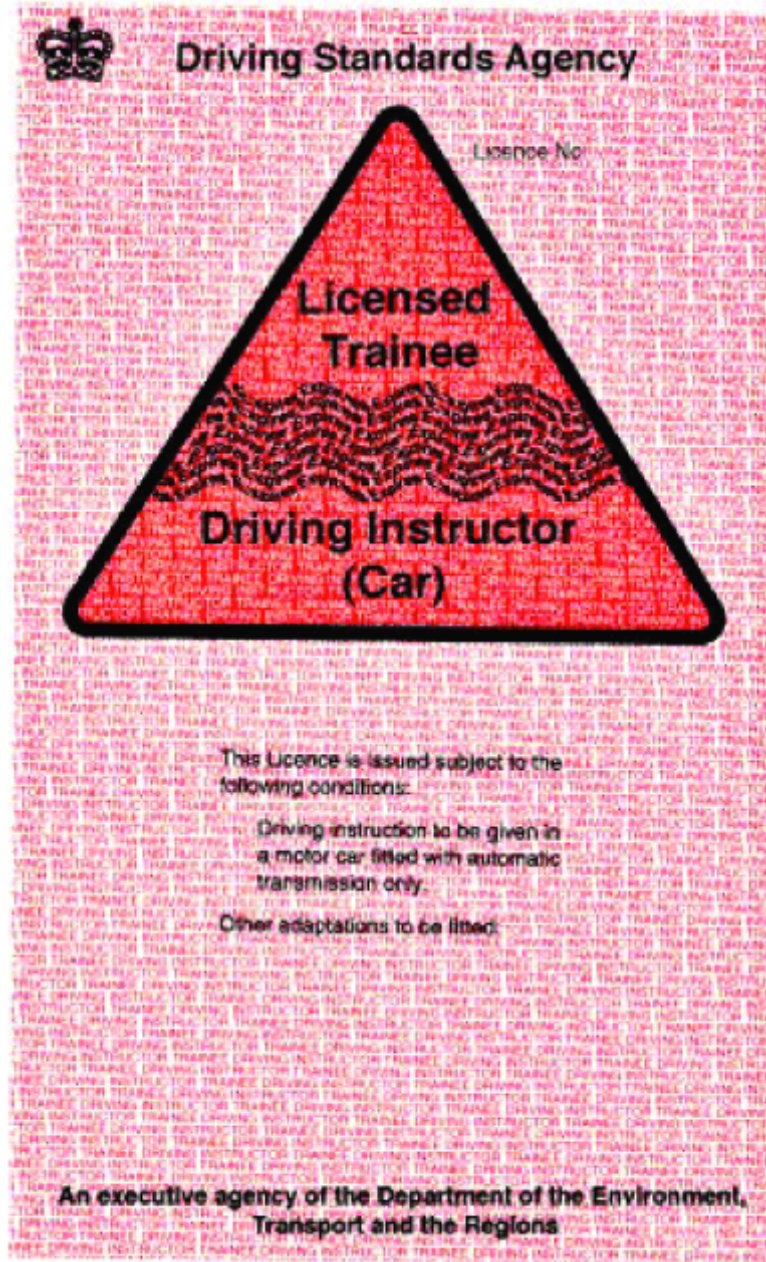 Driving Standards Agency
Licence No
Licensed
Trainee
Driving Instructor
(Car)
This Licence is issued subject to the
following conditions:
Driving instruction to be given in
a motor car fitted with automatic
transmission only.
Other adaptations to be fitted:
An executive agency of the Department of the Environment,
Transport and the Regions